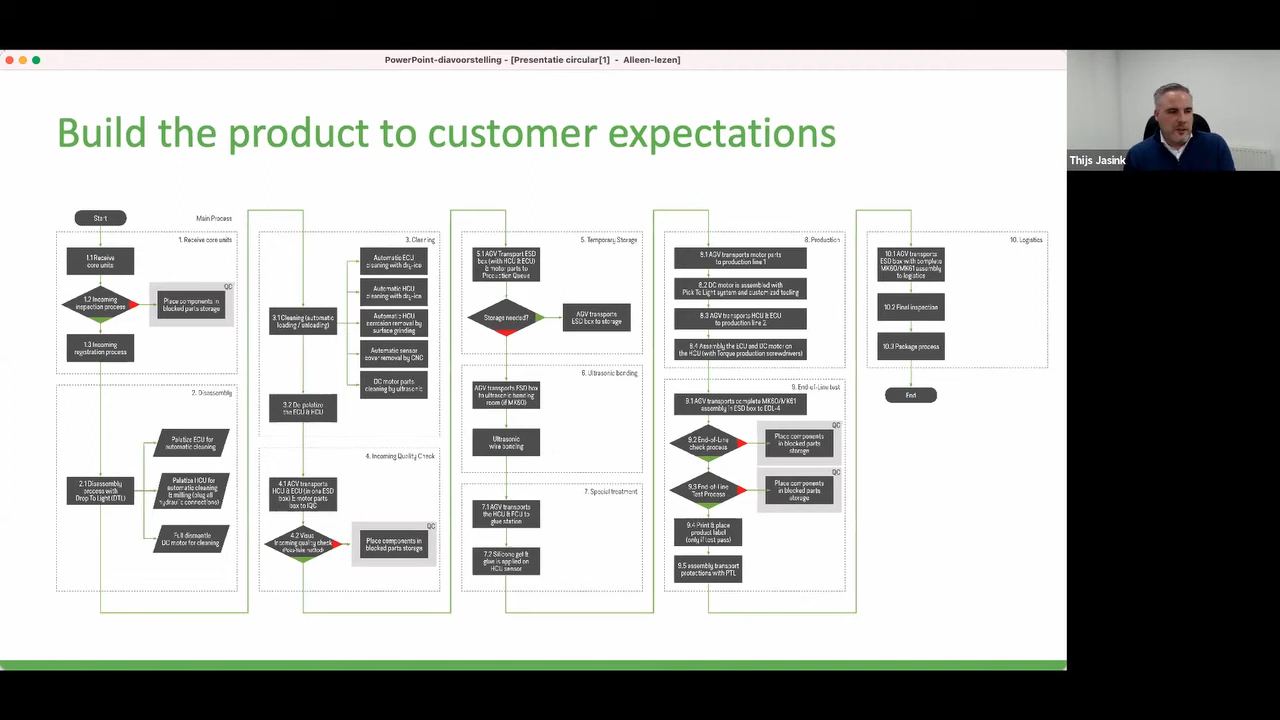 PowerPoint-diavoorstelling - [Presentatie circular[1] - Alleen-lezen]
Build the product to customer expectations
Thijs Jasink
Start
Main Process
1. Receive core units
1.1 Receive
core units
1.2 Incoming
inspection process
QC
Place components in
blocked parts storage
1.3 Incoming
registration process
2. Disassembly
Palatize ECU for
automatic cleaning
2.1 Disassembly
process with
Drop To Light (DTL)
Palatize HCU for
automatic cleaning
& milling (plug all
hydraulic connections)
Full dismantle
DC motor for cleaning
3. Cleaning
Automatic ECU
cleaning with dry-ice
Automatic HCU
cleaning with dry-ice
3.1 Cleaning (automatic
loading / unloading)
Automatic HCU
corrosion removal by
surface grinding
Automatic sensor
cover removal by CNC
DC motor parts
cleaning by ultrasonic
3.2 De-palatize
the ECU & HCU
4. Incoming Quality Check
4.1 AGV transports
HCU & ECU (in one ESD
box) & motor parts
box to IQC
4.2 Visus
Incoming quality check
QC
Place components in
blocked parts storage
5. Temporary Storage
5.1 AGV Transport ESD
box (with HCU & ECU)
& motor parts to
Production Queue
Storage needed?
AGV transports
ESD box to storage
6. Ultrasonic bonding
AGV transports ESD box
to ultrasonic bonding
room (if MK60)
Ultrasonic
wire bonding
7. Special treatment
7.1 AGV transports
the HCU & ECU to
glue station
7.2 Silicone gel &
glue is applied on
HCU sensor
8. Production
8.1 AGV transports motor parts
to production line 1
8.2 DC motor is assembled with
Pick To Light system and customized tooling
8.3 AGV transports HCU & ECU
to production line 2
8.4 Assembly the ECU and DC motor on
the HCU (with Torque production screwdrivers)
9. End-of-Line test
9.1 AGV transports complete MK60/MK61
assembly in ESD box to EOL-4
9.2 End-of-Line
check process
QC
Place components
in blocked parts
storage
9.3 End-of-Line
Test Process
QC
Place components
in blocked parts
storage
9.4 Print & place
product label
(only if test pass)
9.5 assembly transport
protections with PTL
10. Logistics
10.1 AGV transports
ESD box with complete
MK60/MK61 assembly
to logistics
10.2 Final inspection
10.3 Package process
End